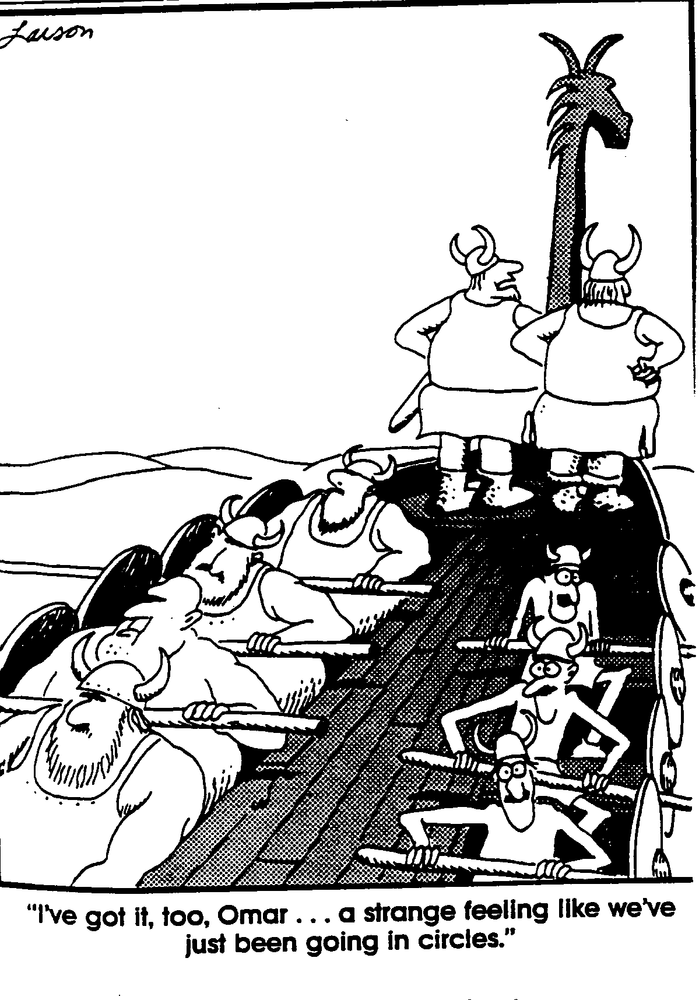 Larson
"I've got it, too, Omar . . . a strange feeling like we've
just been going in circles."